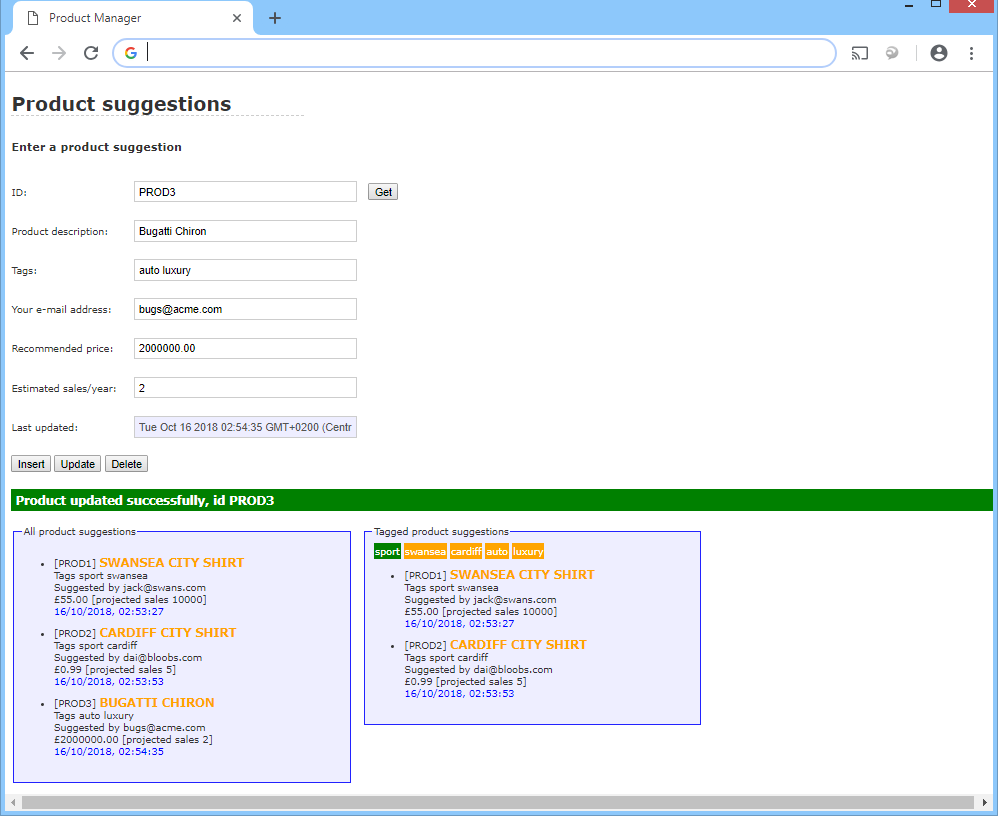 Product Manager
Product suggestions
Enter a product suggestion
ID: PROD3 Get
Product description: Bugatti Chiron
Tags: auto luxury
Your e-mail address: bugs@acme.com
Recommended price: 2000000.00
Estimated sales/year: 2
Last updated: Tue Oct 16 2018 02:54:35 GMT+0200 (Centr
Insert Update Delete
Product updated successfully, id PROD3
All product suggestions
[PROD1] SWANSEA CITY SHIRT
Tags sport swansea
Suggested by jack@swans.com
£55.00 [projected sales 10000]
16/10/2018, 02:53:27
[PROD2] CARDIFF CITY SHIRT
Tags sport cardiff
Suggested by dai@bloobs.com
£0.99 [projected sales 5]
16/10/2018, 02:53:53
[PROD3] BUGATTI CHIRON
Tags auto luxury
Suggested by bugs@acme.com
£2000000.00 [projected sales 2]
16/10/2018, 02:54:35
Tagged product suggestions
sport swansea cardiff auto luxury
[PROD1] SWANSEA CITY SHIRT
Tags sport swansea
Suggested by jack@swans.com
£55.00 [projected sales 10000]
16/10/2018, 02:53:27
[PROD2] CARDIFF CITY SHIRT
Tags sport cardiff
Suggested by dai@bloobs.com
£0.99 [projected sales 5]
16/10/2018, 02:53:53